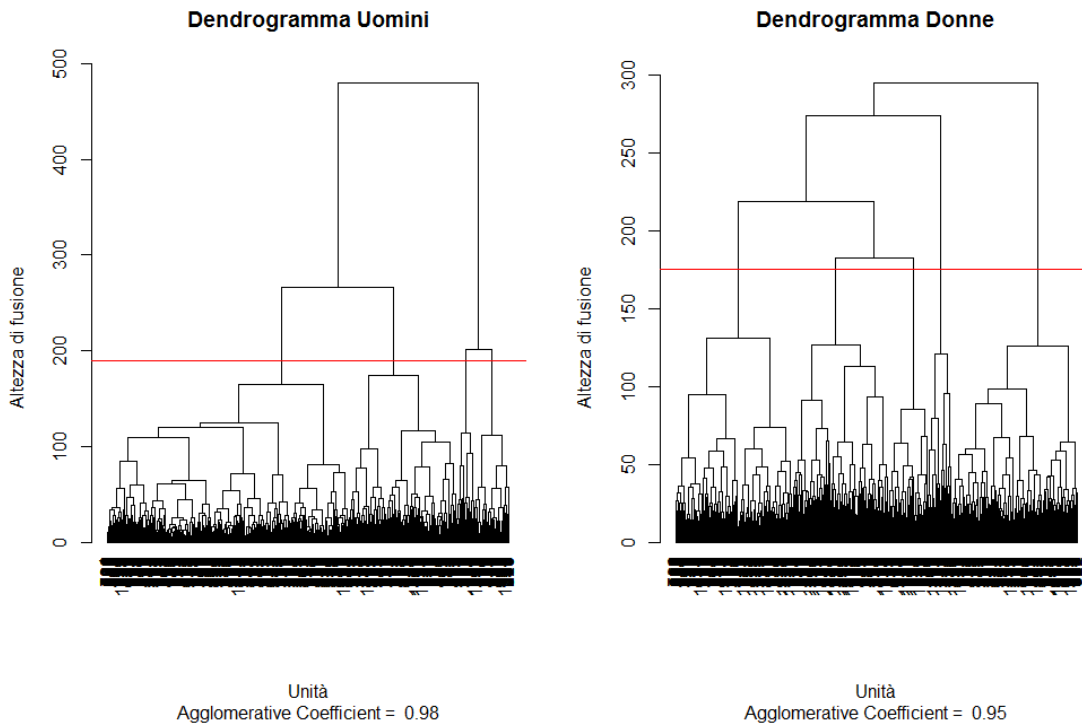 Dendrogramma Uomini
Altezza di fusione
500
400
300
200
100
0
Unità
Agglomerative Coefficient = 0.98
Dendrogramma Donne
Altezza di fusione
300
250
200
150
100
50
0
Unità
Agglomerative Coefficient = 0.95